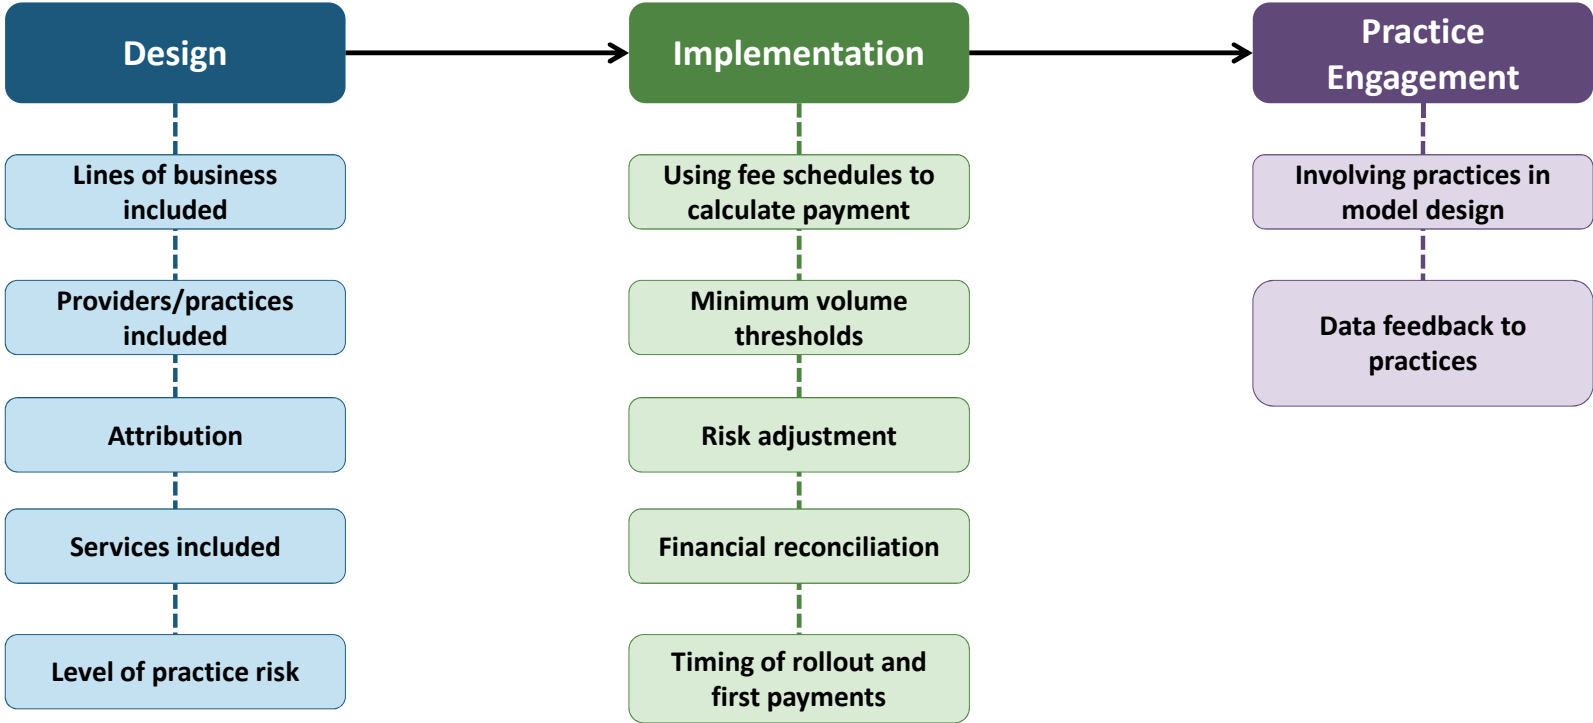 Design
Lines of business
included
Providers/practices
included
Attribution
Services included
Level of practice risk
Implementation
Using fee schedules to
calculate payment
Minimum volume
thresholds
Risk adjustment
Financial reconciliation
Timing of rollout and
first payments
Practice
Engagement
Involving practices in
model design
Data feedback to
practices